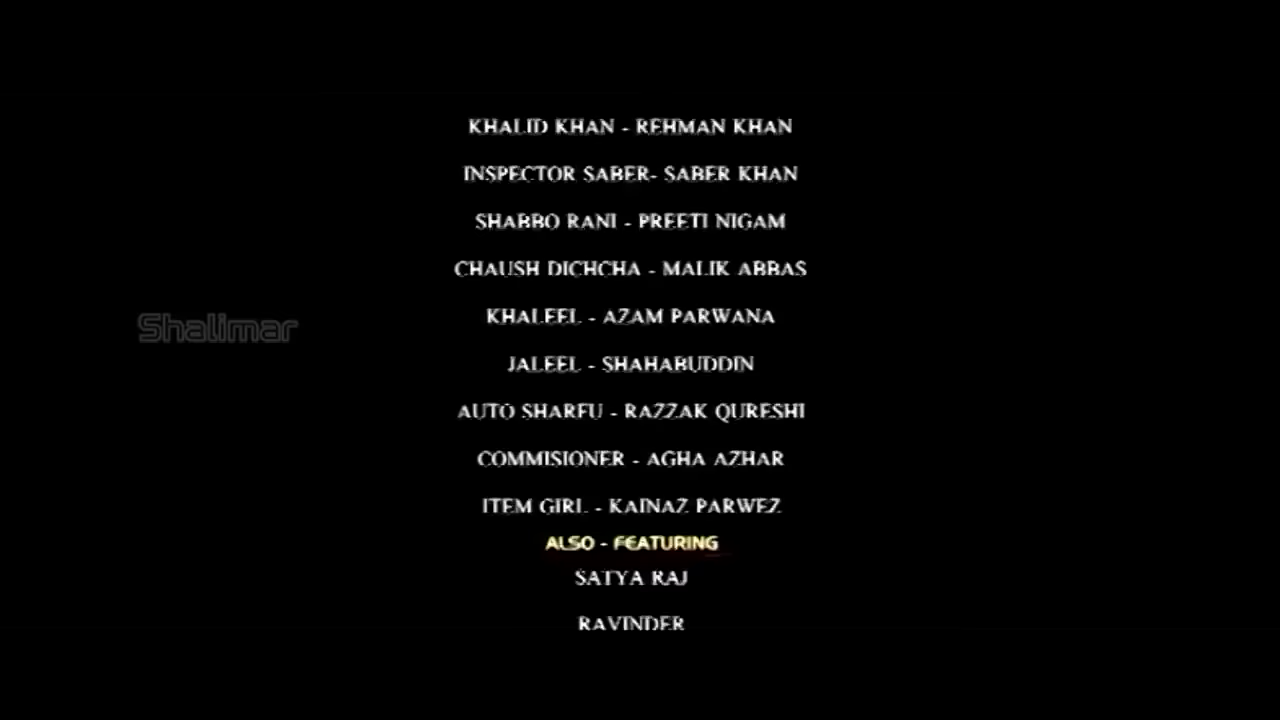 KHALID KHAN - REHMAN KHAN
INSPECTOR SABER- SABER KHAN
SHABBO RANI - PREETI NIGAM
CHAUSH DICHCHA - MALIK ABBAS
Shalimar
KHALEEL - AZAM PARWANA
JALEEL - SHAHABUDDIN
AUTO SHARFU - RAZZAK QURESHI
COMMISIONER - AGHA AZHAR
ITEM GIRL - KAINAZ PARWEZ
ALSO - FEATURING
SATYA RAJ
RAVINDER